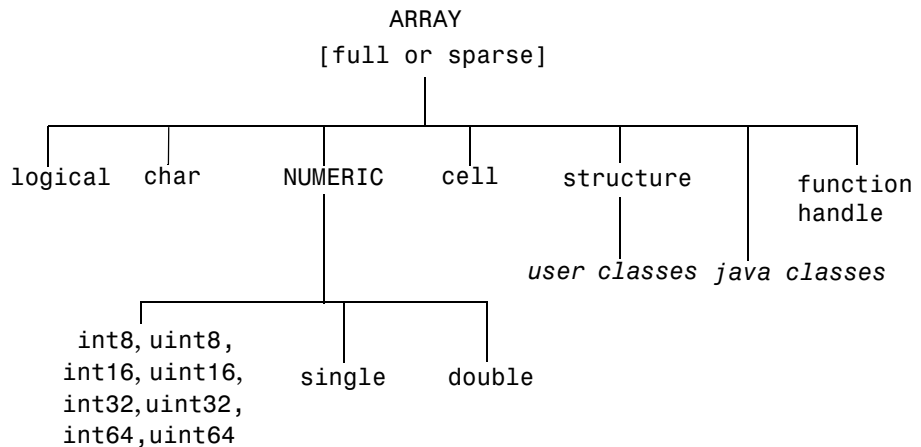 ARRAY
[full or sparse]
logical char NUMERIC cell structure function
handle
user classes java classes
int8, uint8,
int16, uint16,
int32, uint32,
int64, uint64
single double